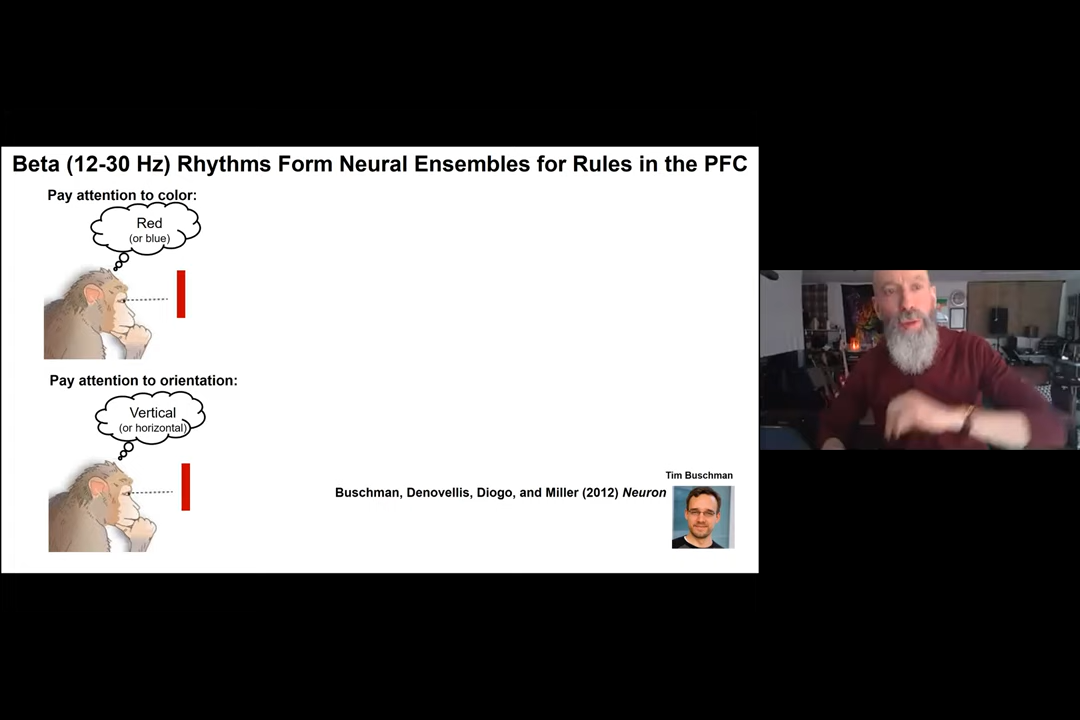 Beta (12-30 Hz) Rhythms Form Neural Ensembles for Rules in the PFC
Pay attention to color:
Red
(or blue)
Pay attention to orientation:
Vertical
(or horizontal)
Tim Buschman
Buschman, Denovellis, Diogo, and Miller (2012) Neuron